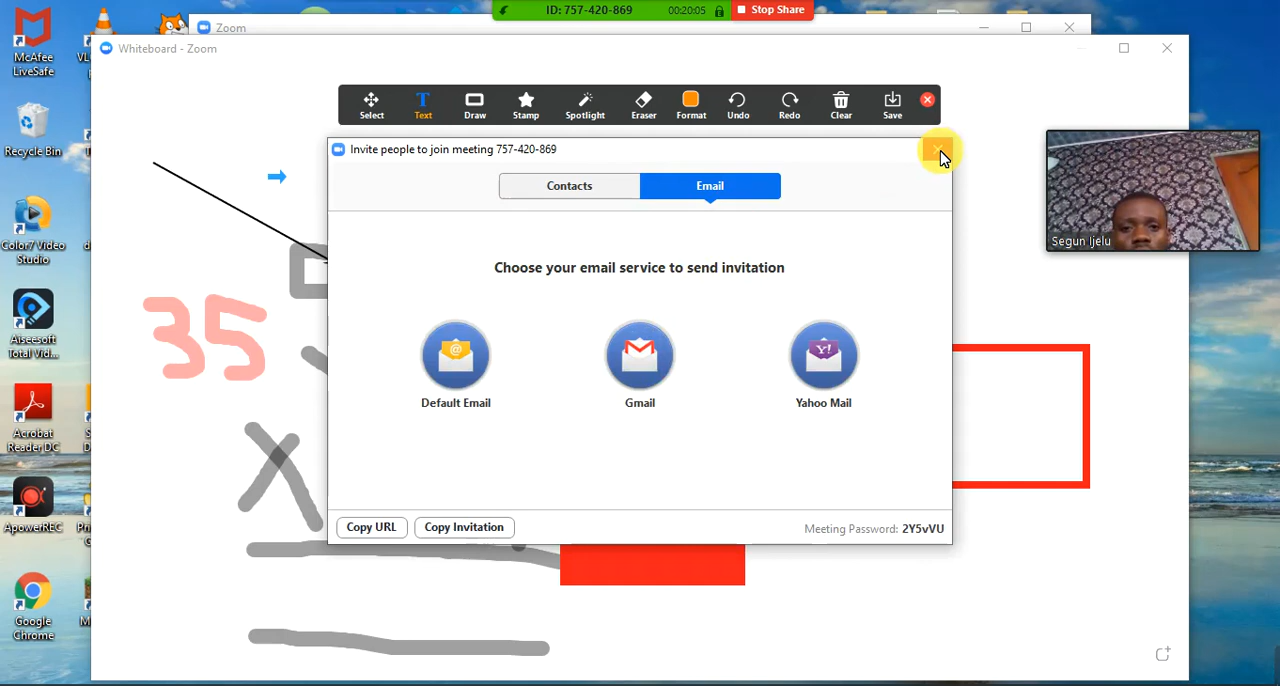 ID: 757-420-869 00:20:05 Stop Share
Zoom
Whiteboard - Zoom
McAfee
LiveSafe
VL
Recycle Bin
Color7 Video
Studio
Aiseesoft
Total Vid...
Acrobat
Reader DC
ApowerREC
Google
Chrome
Select Text Draw Stamp Spotlight Eraser Format Undo Redo Clear Save
Invite people to join meeting 757-420-869
Contacts Email
Choose your email service to send invitation
Default Email Gmail Yahoo Mail
Copy URL Copy Invitation Meeting Password: 2Y5vVU
Segun Ijelu
35
X